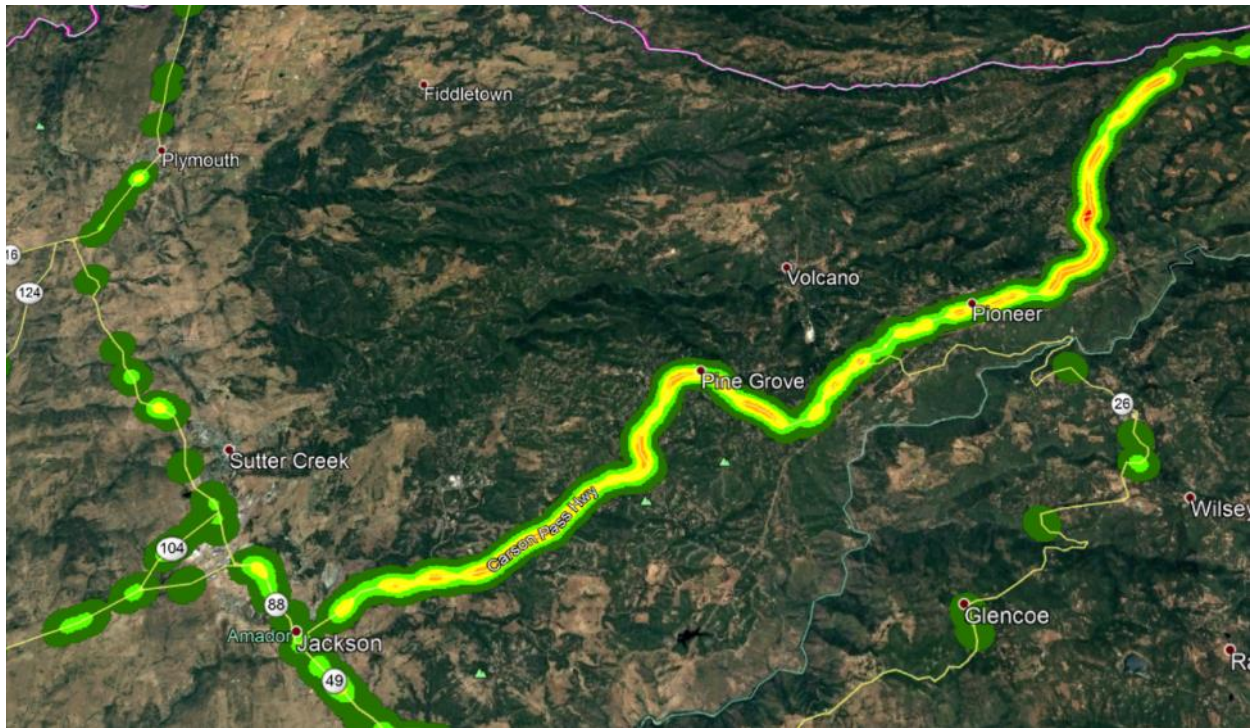 Fiddletown
Plymouth
16
124
Volcano
Pioneer
Pine Grove
26
Sutter Creek
Wilsey
Carson Pass Hwy
104
88
Glencoe
Amador
Jackson
Ra
49